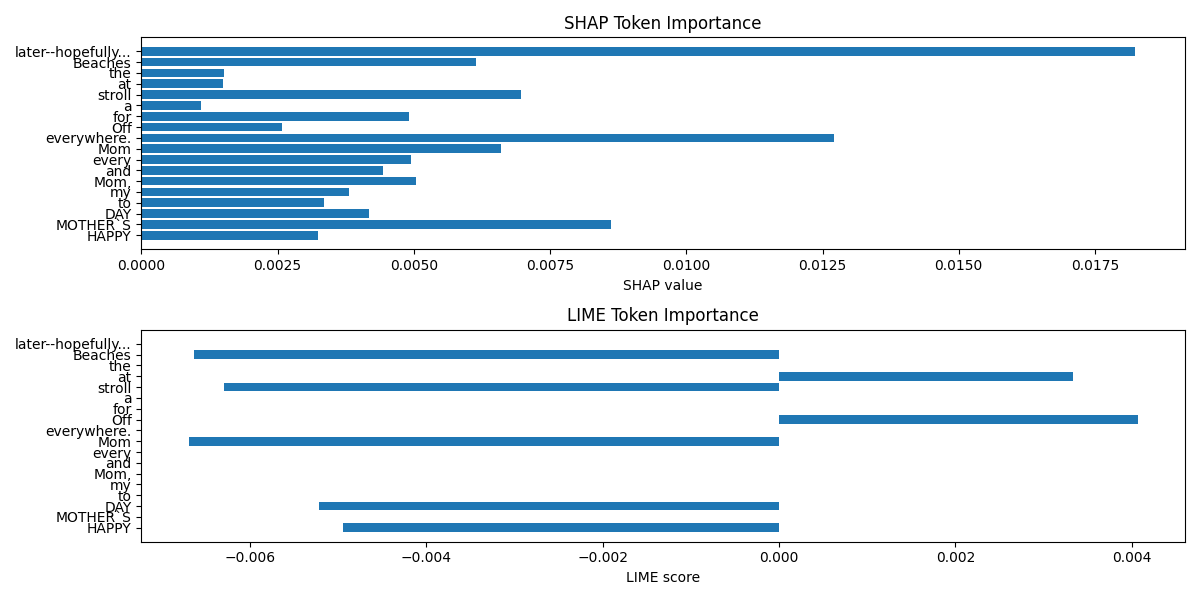 SHAP Token Importance
later--hopefully...
Beaches
the
at
stroll
a
for
Off
everywhere.
Mom
every
and
Mom,
my
to
DAY
MOTHER`S
HAPPY
0.0000 0.0025 0.0050 0.0075 0.0100 0.0125 0.0150 0.0175
SHAP value
LIME Token Importance
later--hopefully...
Beaches
the
at
stroll
a
for
Off
everywhere.
Mom
every
and
Mom,
my
to
DAY
MOTHER`S
HAPPY
−0.006 −0.004 −0.002 0.000 0.002 0.004
LIME score